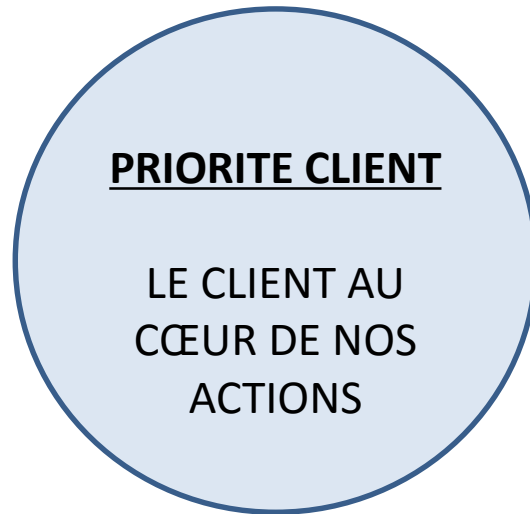 PRIORITE CLIENT
LE CLIENT AU
CŒUR DE NOS
ACTIONS